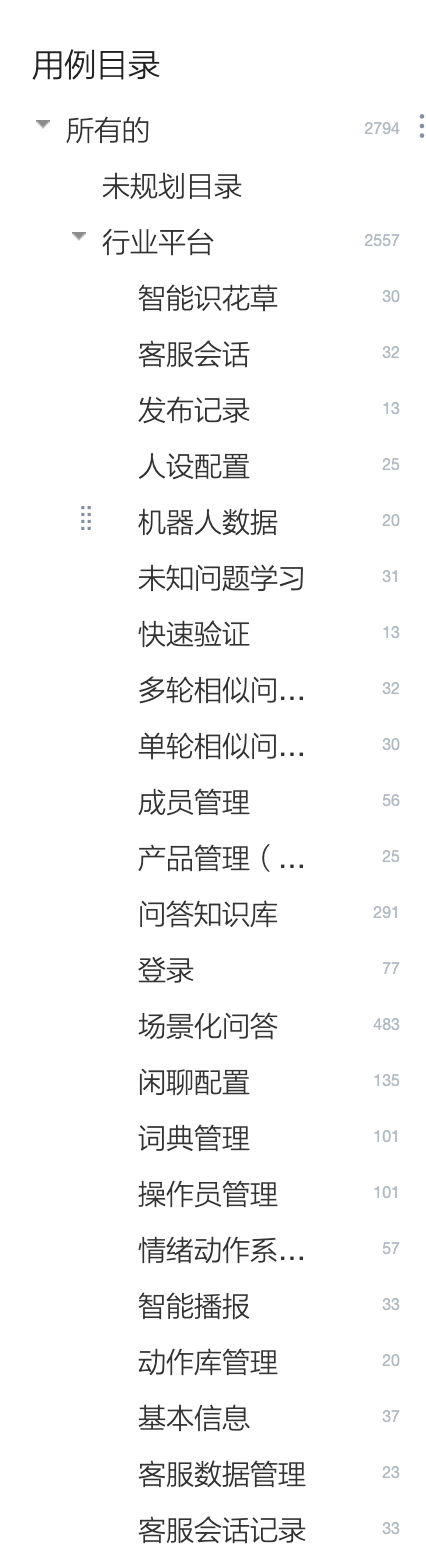 用例目录
所有的 2794
未规划目录
行业平台 2557
智能识花草 30
客服会话 32
发布记录 13
人设配置 25
机器人数据 20
未知问题学习 31
快速验证 13
多轮相似问... 32
单轮相似问... 30
成员管理 56
产品管理（... 25
问答知识库 291
登录 77
场景化问答 483
闲聊配置 135
词典管理 101
操作员管理 101
情绪动作系... 57
智能播报 33
动作库管理 20
基本信息 37
客服数据管理 23
客服会话记录 33